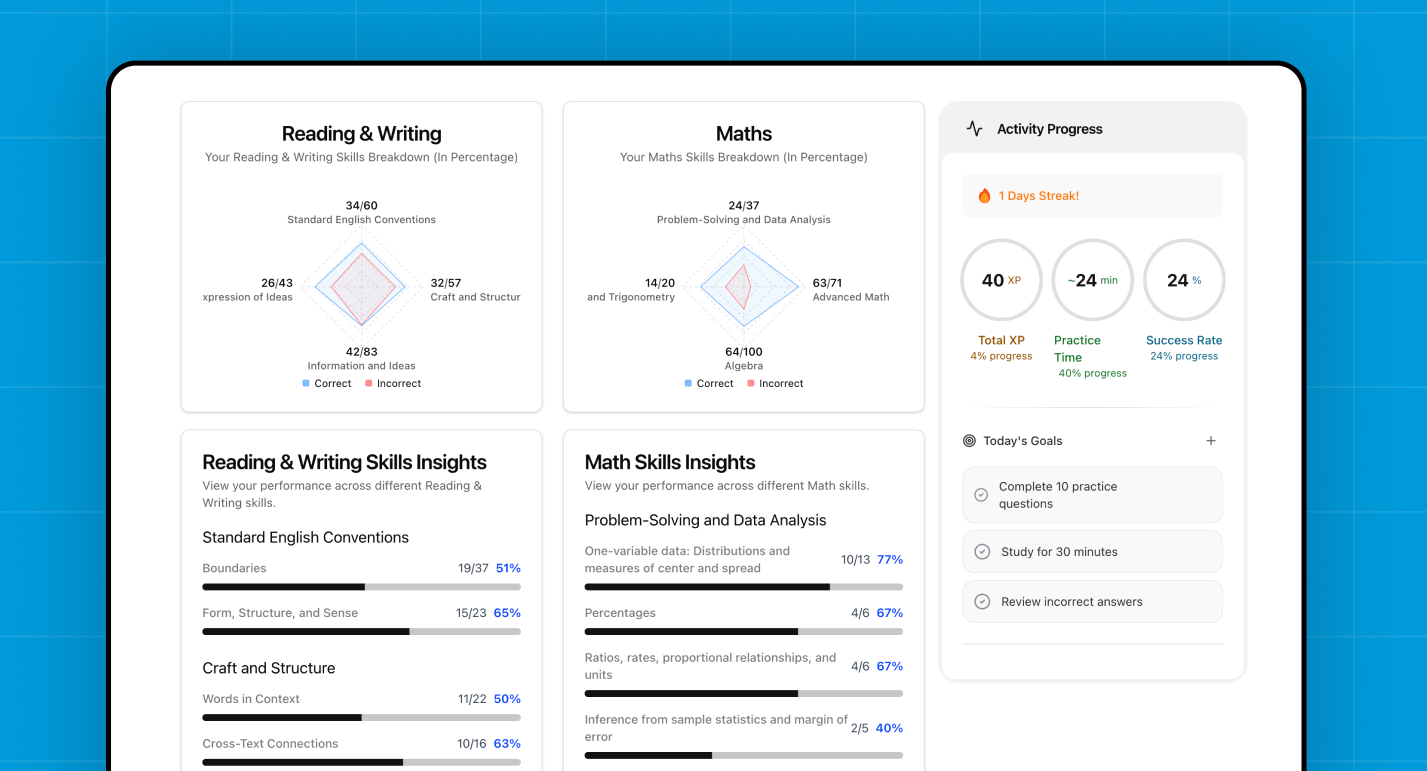 Reading & Writing
Your Reading & Writing Skills Breakdown (In Percentage)
34/60
Standard English Conventions
26/43
xpression of Ideas
32/57
Craft and Structur
42/83
Information and Ideas
Correct
Incorrect
Maths
Your Maths Skills Breakdown (In Percentage)
24/37
Problem-Solving and Data Analysis
14/20
and Trigonometry
63/71
Advanced Math
64/100
Algebra
Correct
Incorrect
Activity Progress
1 Days Streak!
40 XP
~24 min
24 %
Total XP
4% progress
Practice
Time
40% progress
Success Rate
24% progress
Today's Goals
Complete 10 practice
questions
Study for 30 minutes
Review incorrect answers
Reading & Writing Skills Insights
View your performance across different Reading &
Writing skills.
Standard English Conventions
Boundaries 19/37 51%
Form, Structure, and Sense 15/23 65%
Craft and Structure
Words in Context 11/22 50%
Cross-Text Connections 10/16 63%
Math Skills Insights
View your performance across different Math skills.
Problem-Solving and Data Analysis
One-variable data: Distributions and
measures of center and spread
10/13 77%
Percentages 4/6 67%
Ratios, rates, proportional relationships, and
units
4/6 67%
Inference from sample statistics and margin of
error
2/5 40%